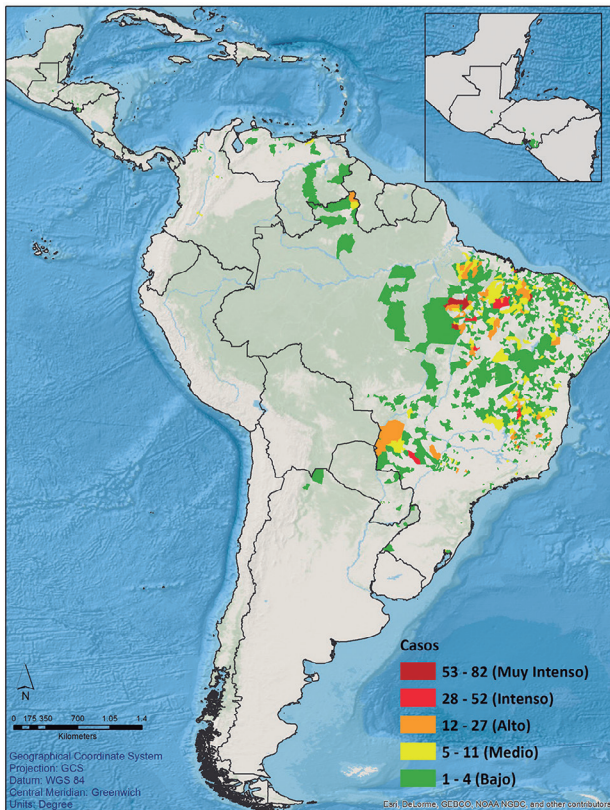 Casos
53 - 82 (Muy Intenso)
28 - 52 (Intenso)
12 - 27 (Alto)
5 - 11 (Medio)
1 - 4 (Bajo)
N
0 175 350 700 1.05 1.4
Kilometers
Geographical Coordinate System
Projection: GCS
Datum: WGS 84
Central Meridian: Greenwich
Units: Degree
Esri, DeLorme, GEBCO, NOAA NGDC, and other contributors